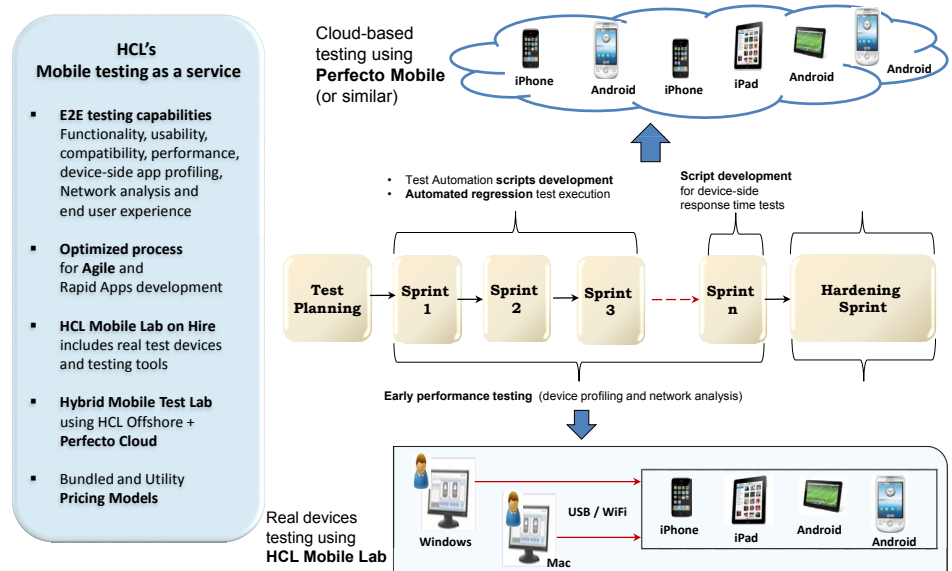 HCL's
Mobile testing as a service
▪ E2E testing capabilities
Functionality, usability,
compatibility, performance,
device-side app profiling,
Network analysis and
end user experience
▪ Optimized process
for Agile and
Rapid Apps development
▪ HCL Mobile Lab on Hire
includes real test devices
and testing tools
▪ Hybrid Mobile Test Lab
using HCL Offshore +
Perfecto Cloud
▪ Bundled and Utility
Pricing Models
Cloud-based
testing using
Perfecto Mobile
(or similar)
iPhone
Android
iPhone
iPad
Android
Android
• Test Automation scripts development
• Automated regression test execution
Script development
for device-side
response time tests
Test
Planning
Sprint
1
Sprint
2
Sprint
3
Sprint
n
Hardening
Sprint
Early performance testing (device profiling and network analysis)
Real devices
testing using
HCL Mobile Lab
Windows
Mac
USB / WiFi
iPhone
iPad
Android
Android